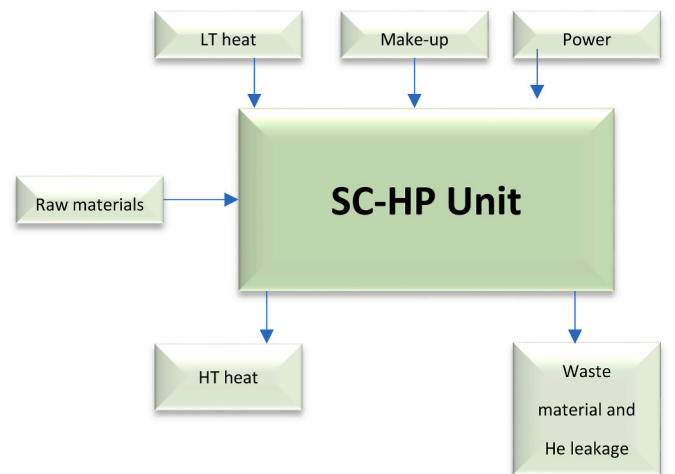 LT heat
Make-up
Power
SC-HP Unit
Raw materials
HT heat
Waste
material and
He leakage